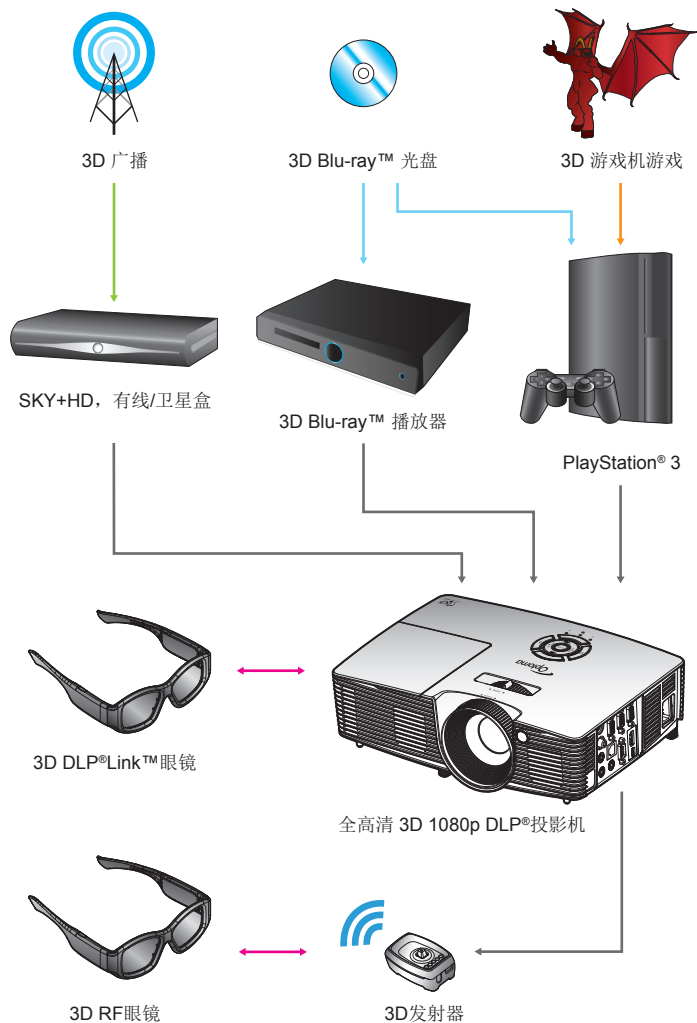 3D 广播
3D Blu-ray™ 光盘
3D 游戏机游戏
SKY+HD，有线/卫星盒
3D Blu-ray™ 播放器
PlayStation® 3
Optoma
3D DLP®Link™眼镜
全高清 3D 1080p DLP®投影机
3D RF眼镜
3D发射器